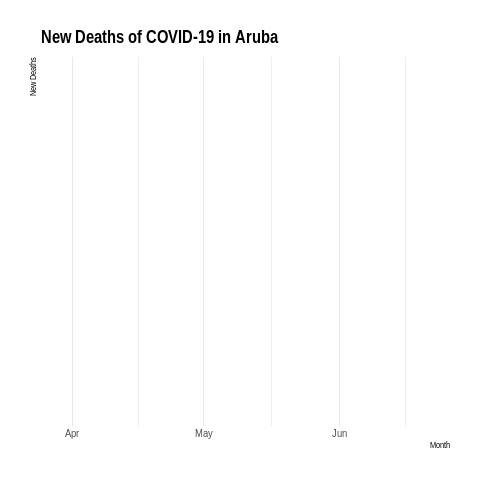 New Deaths of COVID-19 in Aruba
New Deaths
Apr
May
Jun
Month